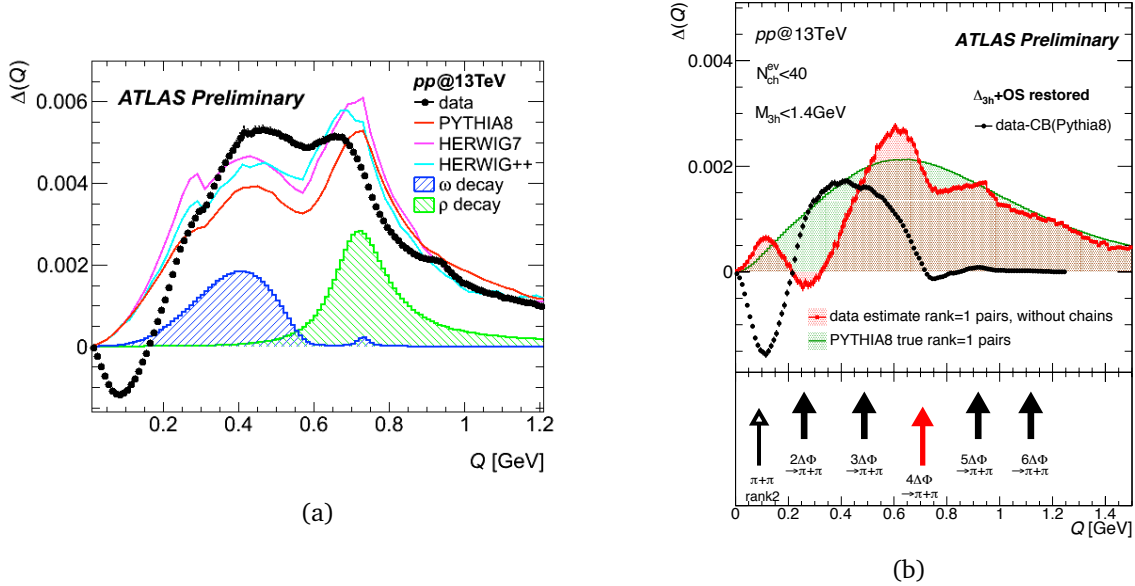 Δ(Q)
0.006
0.004
0.002
0
ATLAS Preliminary
pp@13TeV
data
PYTHIA8
HERWIG7
HERWIG++
ω decay
ρ decay
0.2 0.4 0.6 0.8 1 1.2
Q [GeV]
(a)
Δ(Q)
0.004
0.002
0
pp@13TeV
ATLAS Preliminary
N^ev_ch<40
M_3h<1.4GeV
Δ_3h+OS restored
data-CB(Pythia8)
data estimate rank=1 pairs, without chains
PYTHIA8 true rank=1 pairs
π+π
rank2
2ΔΦ
→π+π
3ΔΦ
→π+π
4ΔΦ
→π+π
5ΔΦ
→π+π
6ΔΦ
→π+π
0 0.2 0.4 0.6 0.8 1 1.2 1.4
Q [GeV]
(b)